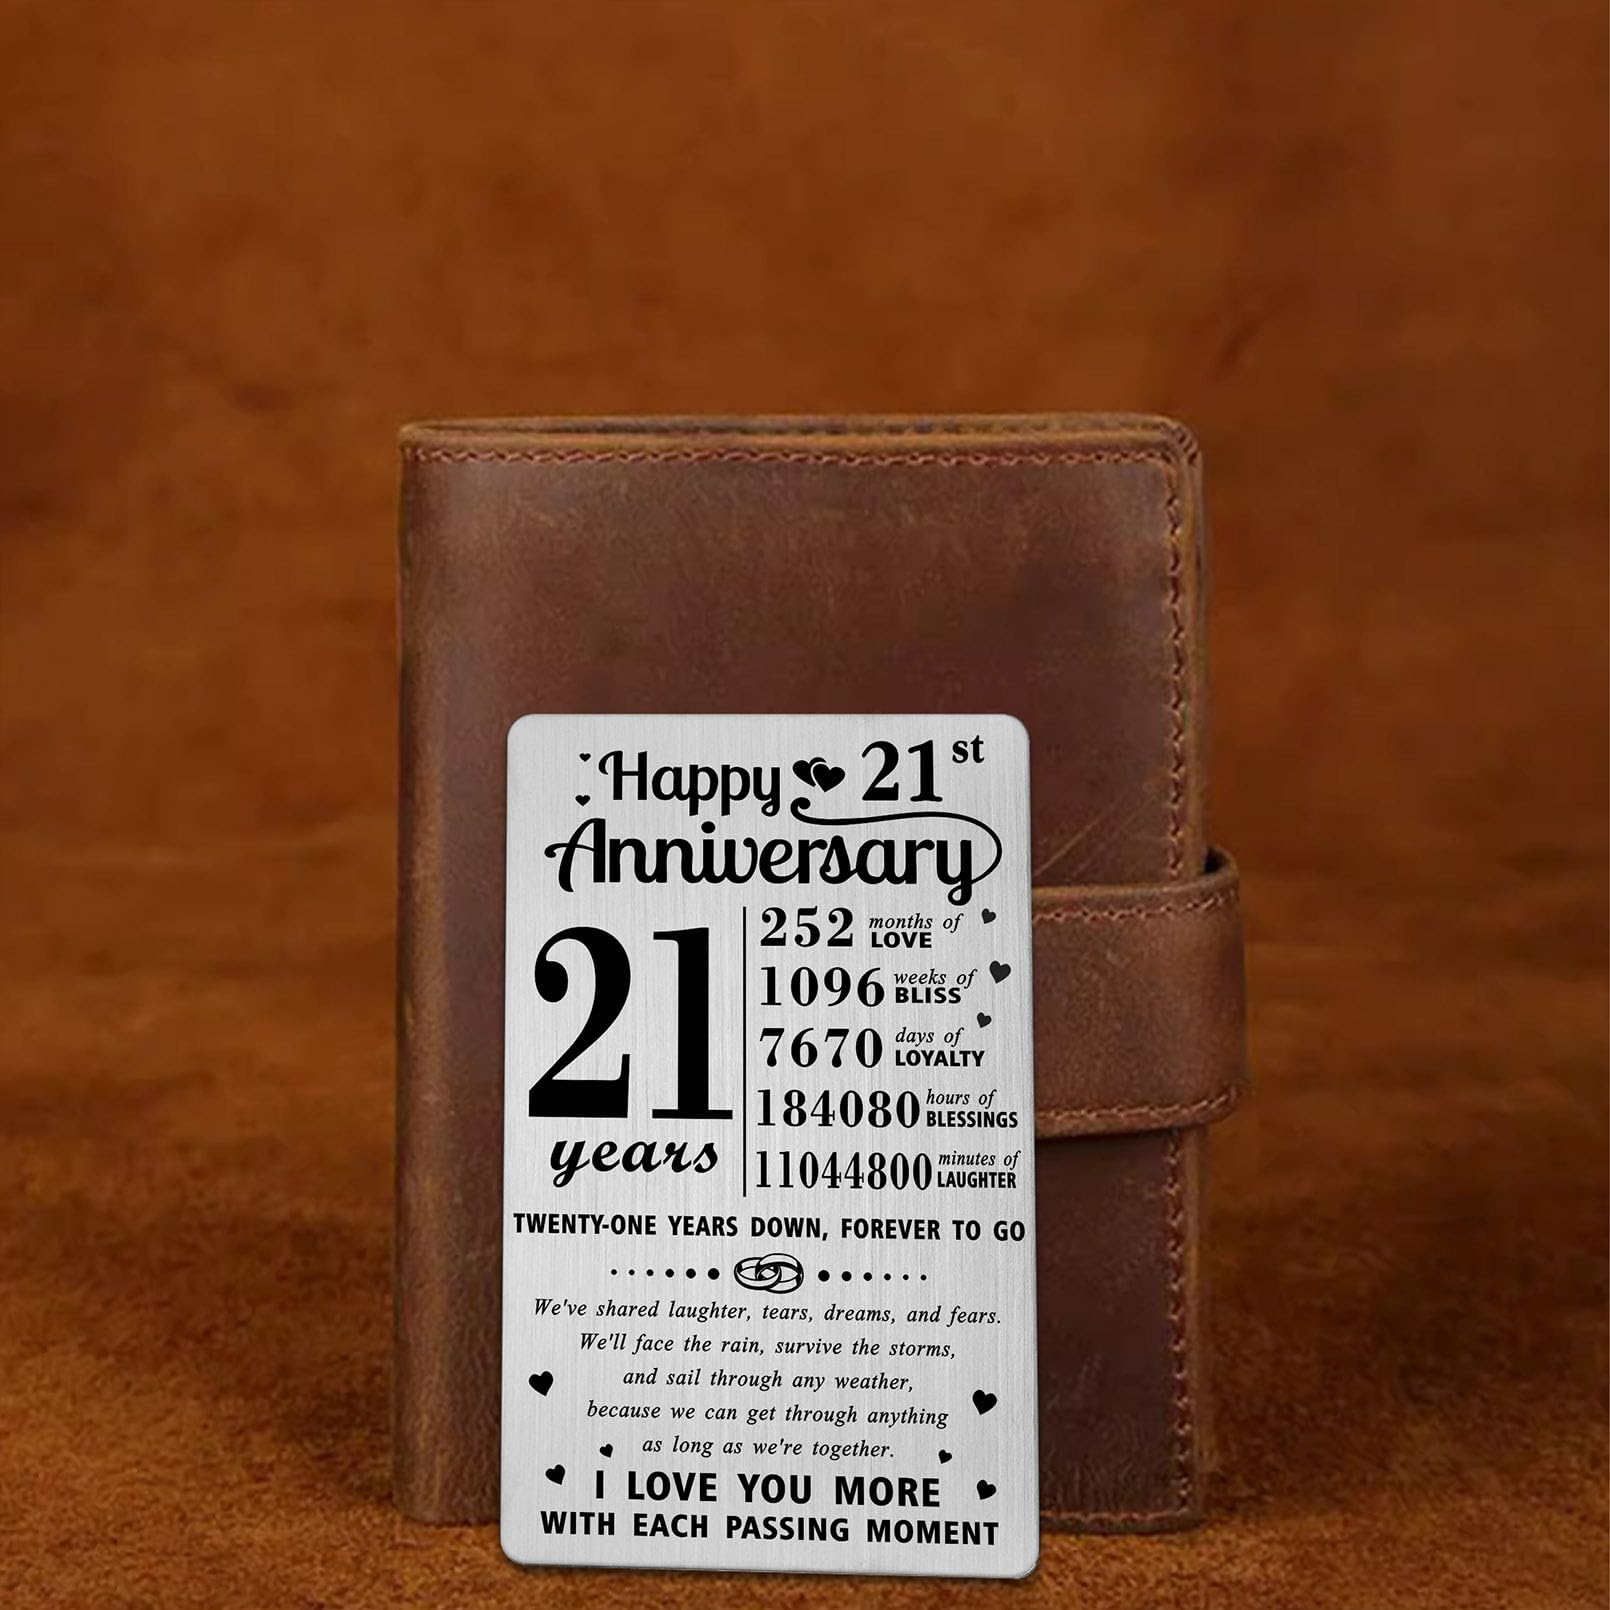 Happy 21st
Anniversary
21
years
252 months of LOVE
1096 weeks of BLISS
7670 days of LOYALTY
184080 hours of BLESSINGS
11044800 minutes of LAUGHTER
TWENTY-ONE YEARS DOWN, FOREVER TO GO
We've shared laughter, tears, dreams, and fears.
We'll face the rain, survive the storms,
and sail through any weather,
because we can get through anything
as long as we're together.
I LOVE YOU MORE
WITH EACH PASSING MOMENT